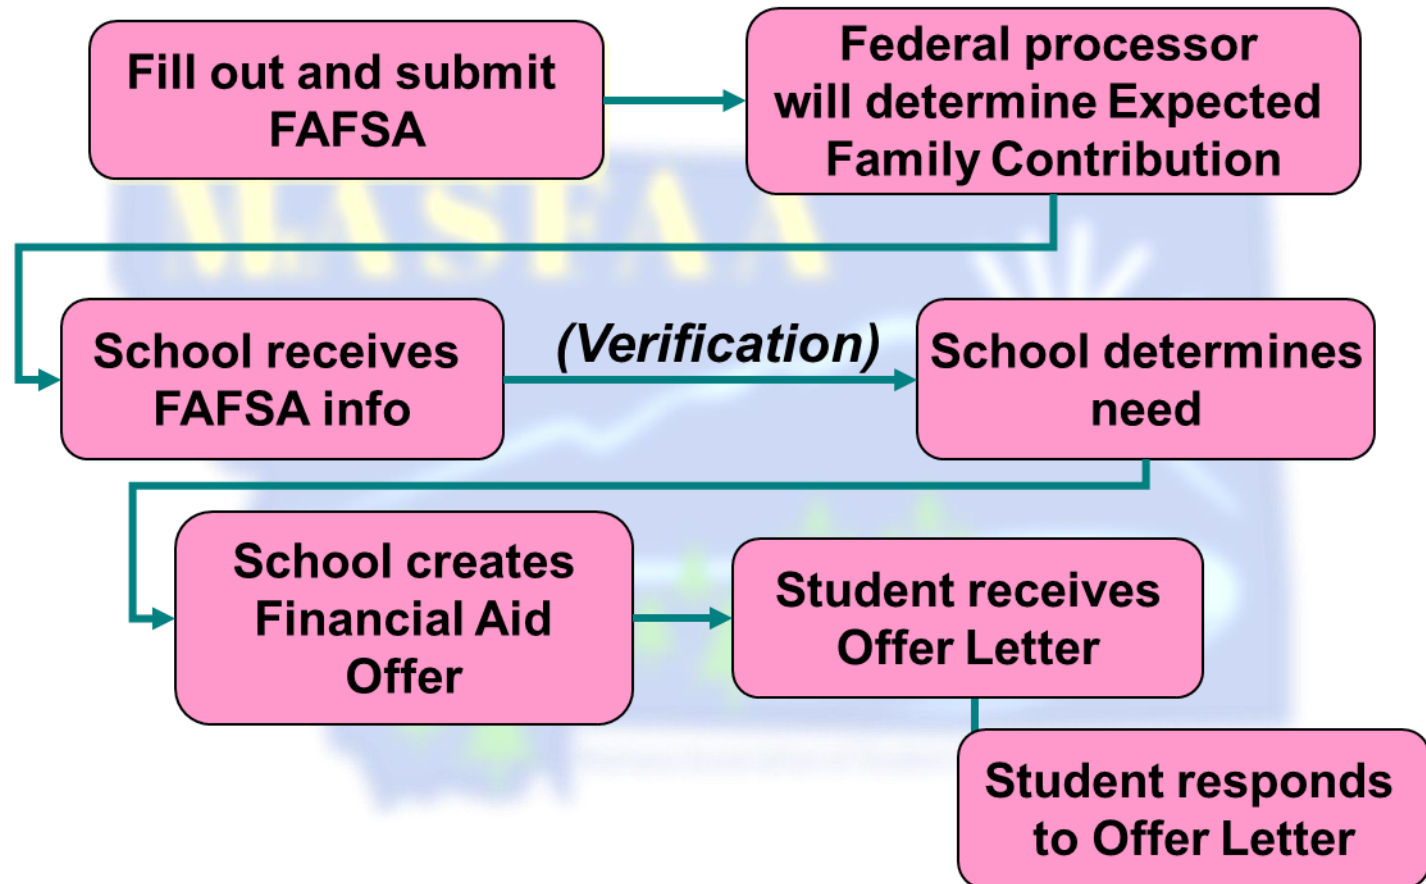 Fill out and submit
FAFSA
Federal processor
will determine Expected
Family Contribution
MASFAA
School receives
FAFSA info
(Verification)
School determines
need
School creates
Financial Aid
Offer
Student receives
Offer Letter
Student responds
to Offer Letter